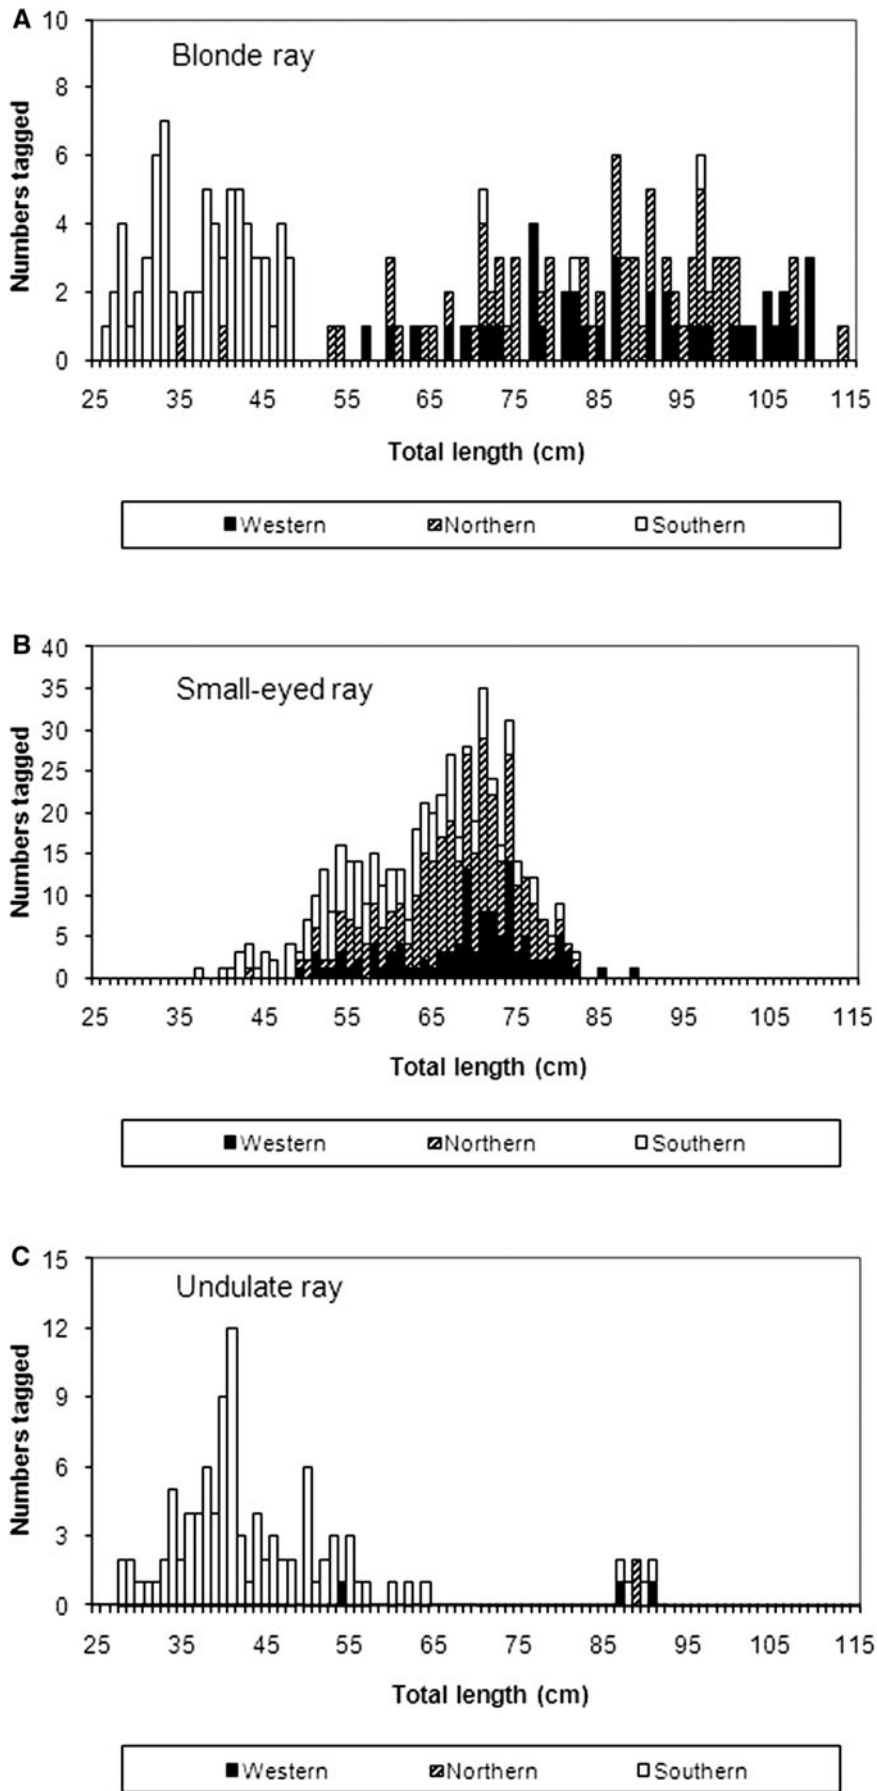 A
Blonde ray
Numbers tagged
10
8
6
4
2
0
25 35 45 55 65 75 85 95 105 115
Total length (cm)
Western Northern Southern
B
Small-eyed ray
Numbers tagged
40
35
30
25
20
15
10
5
0
25 35 45 55 65 75 85 95 105 115
Total length (cm)
Western Northern Southern
C
Undulate ray
Numbers tagged
15
12
9
6
3
0
25 35 45 55 65 75 85 95 105 115
Total length (cm)
Western Northern Southern